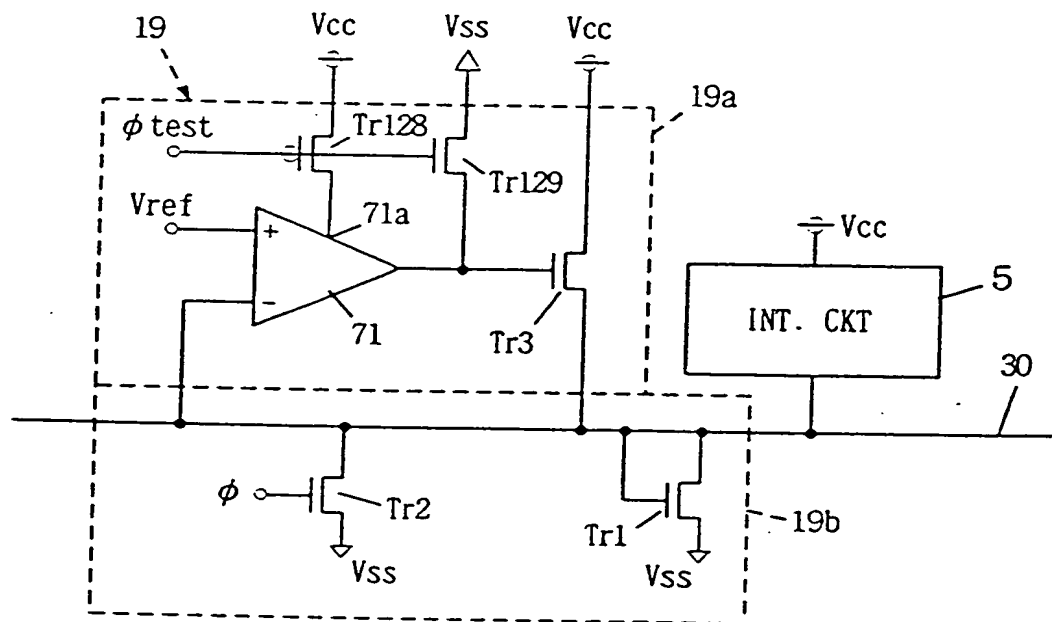 19
Vcc
Vss
Vcc
19a
φ test
Tr128
Tr129
Vref
71a
+
−
71
Tr3
Vcc
5
INT. CKT
30
φ
Tr2
Vss
Tr1
Vss
19b